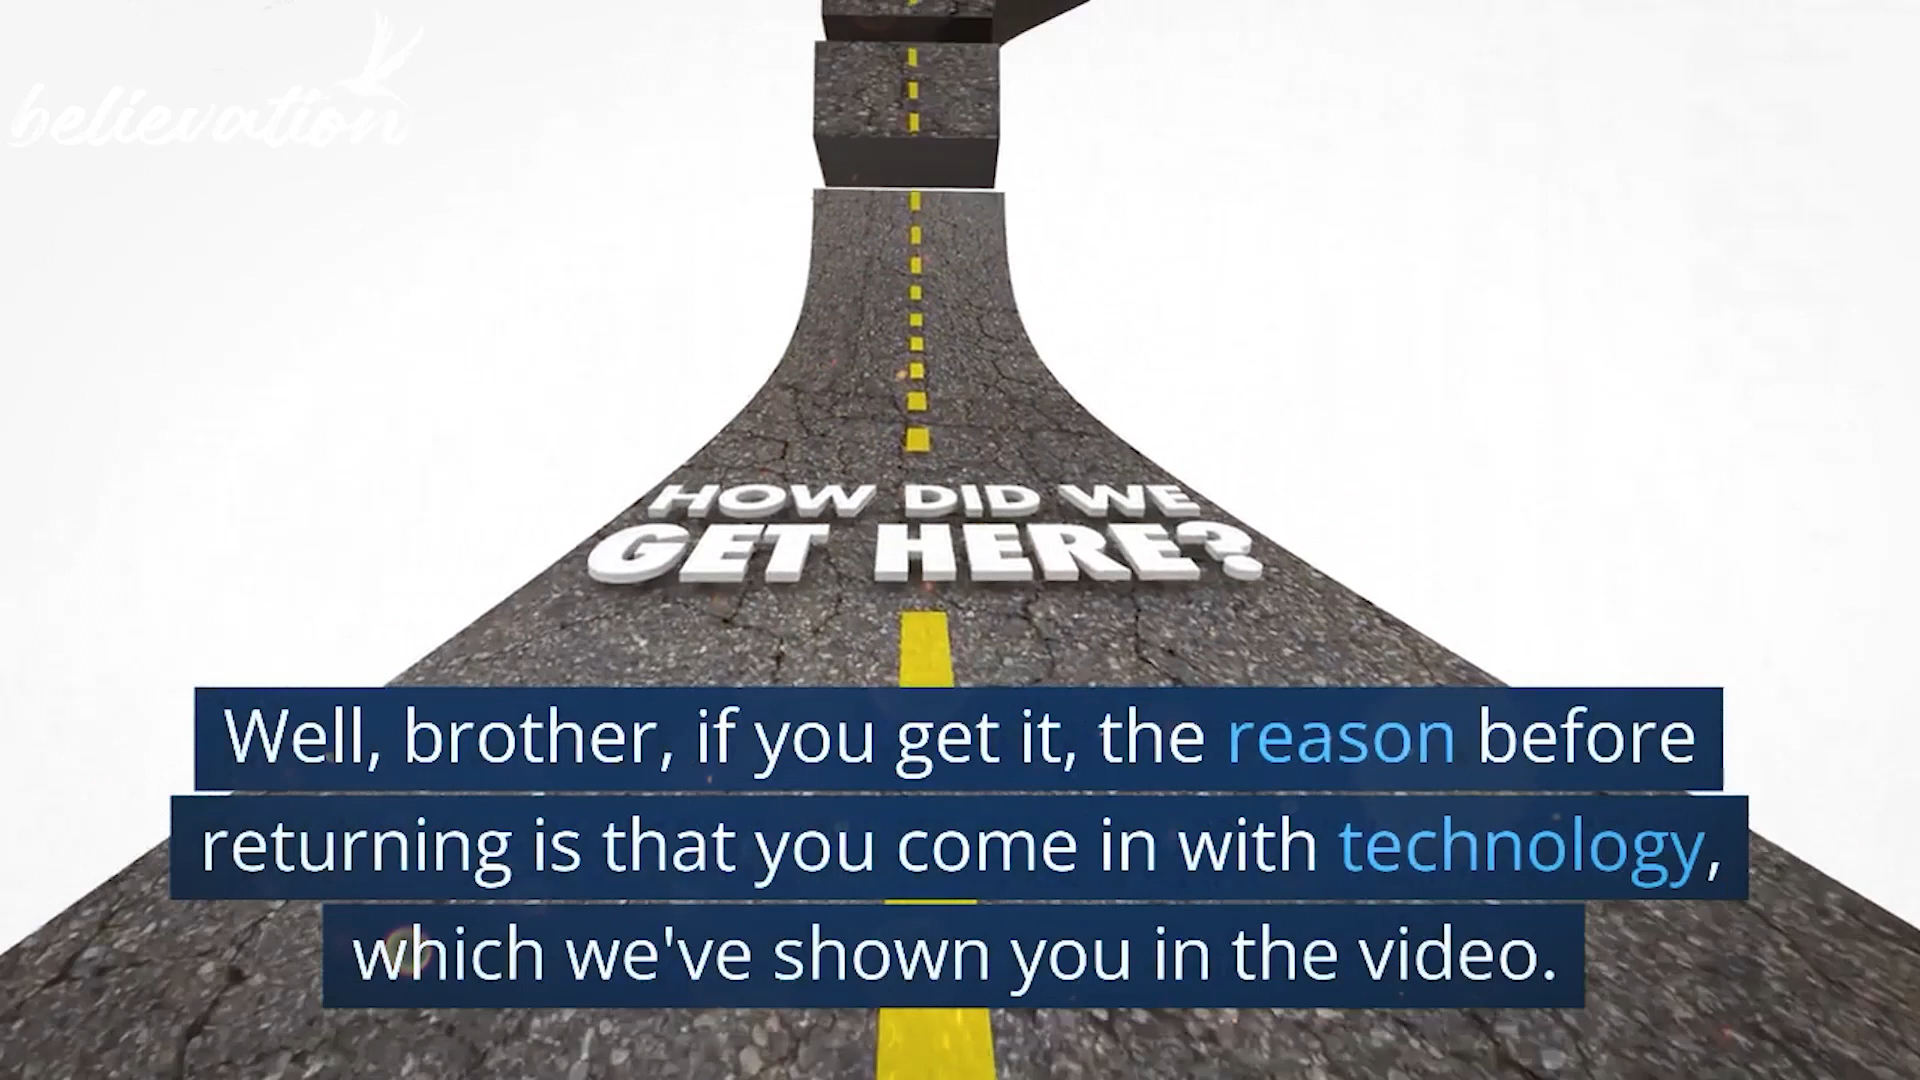 believation
HOW DID WE
GET HERE?
Well, brother, if you get it, the reason before
returning is that you come in with technology,
which we've shown you in the video.